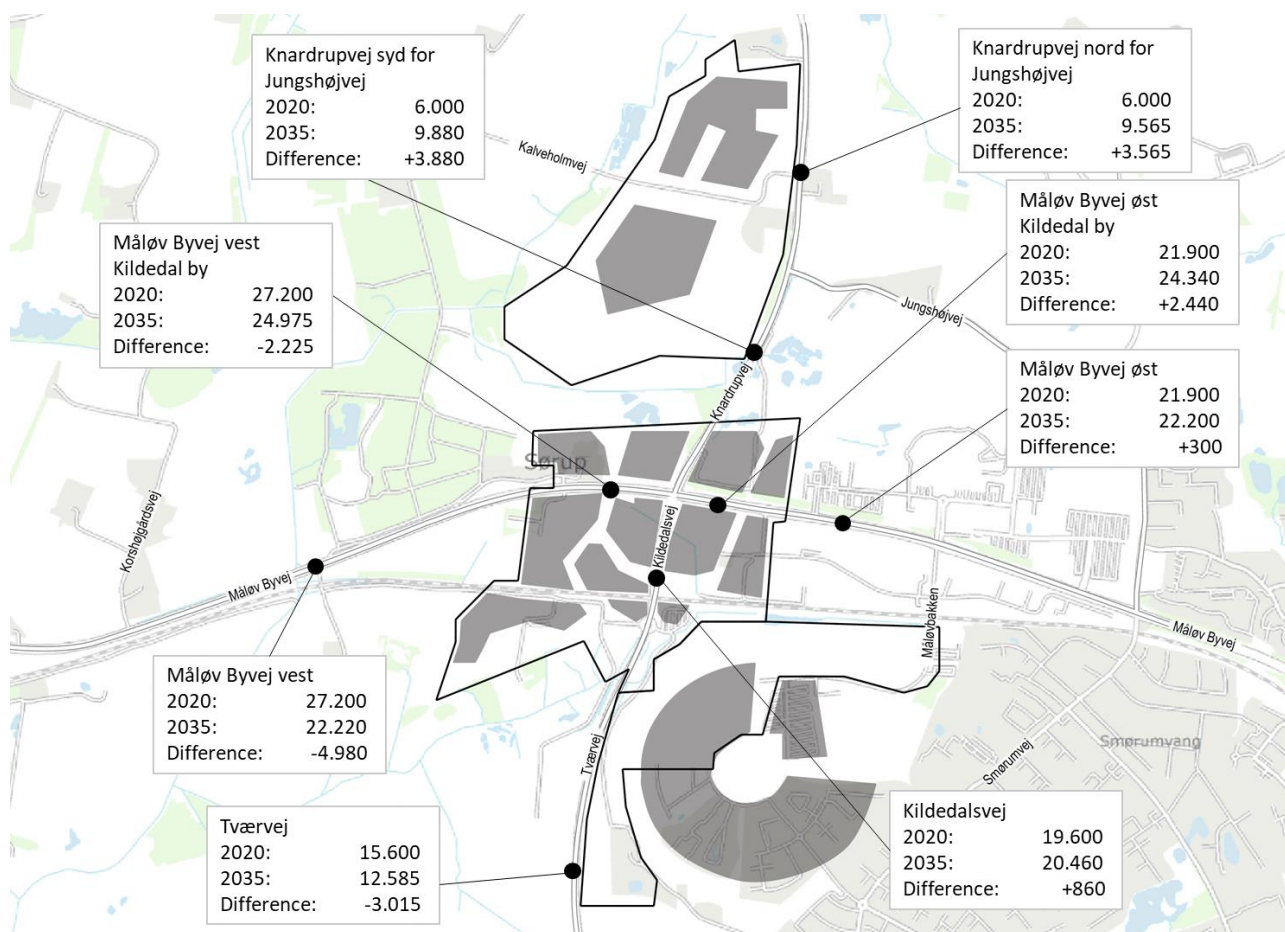 Knardrupvej syd for
Jungshøjvej
2020: 6.000
2035: 9.880
Difference: +3.880
Knardrupvej nord for
Jungshøjvej
2020: 6.000
2035: 9.565
Difference: +3.565
Kalveholmvej
Måløv Byvej øst
Kildedal by
2020: 21.900
2035: 24.340
Difference: +2.440
Måløv Byvej vest
Kildedal by
2020: 27.200
2035: 24.975
Difference: -2.225
Jungshøjvej
Knardrupvej
Måløv Byvej øst
2020: 21.900
2035: 22.200
Difference: +300
Sørup
Korshøjgårdsvej
Kildedalsvej
Måløv Byvej
Måløvbakken
Måløv Byvej
Måløv Byvej vest
2020: 27.200
2035: 22.220
Difference: -4.980
Tværvej
Smørumvej
Smørumvang
Tværvej
2020: 15.600
2035: 12.585
Difference: -3.015
Kildedalsvej
2020: 19.600
2035: 20.460
Difference: +860